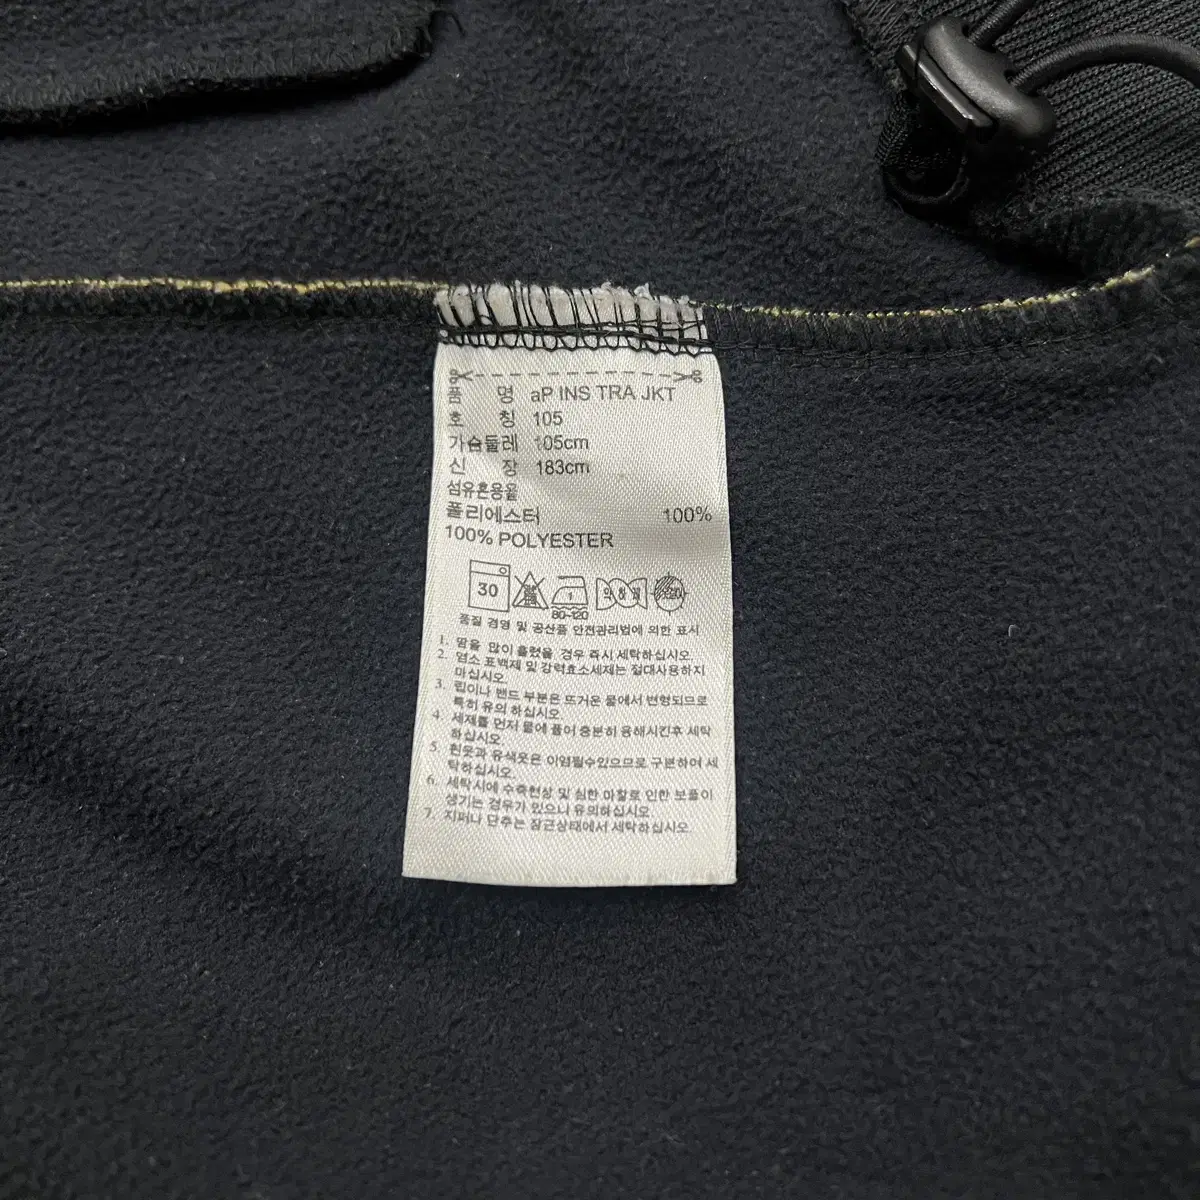 품 명 aP INS TRA JKT
호 칭 105
가슴둘레 105cm
신 장 183cm
섬유혼용율
폴리에스터 100%
100% POLYESTER
30 1 약하게
80-120
품질 경영 및 공산품 안전관리법에 의한 표시
1. 땀을 많이 흘렸을 경우 즉시 세탁하십시오.
2. 염소 표백제 및 강력효소세제는 절대사용하지
마십시오.
3. 립이나 밴드 부분은 뜨거운 물에서 변형되므로
특히 유의 하십시오.
4. 세제를 먼저 물에 풀어 충분히 용해시킨후 세탁
하십시오.
5. 흰옷과 유색옷은 이염될수있으므로 구분하여 세
탁하십시오.
6. 세탁시에 수축현상 및 심한 마찰로 인한 보풀이
생기는 경우가 있으니 유의하십시오.
7. 지퍼나 단추는 잠근상태에서 세탁하십시오.